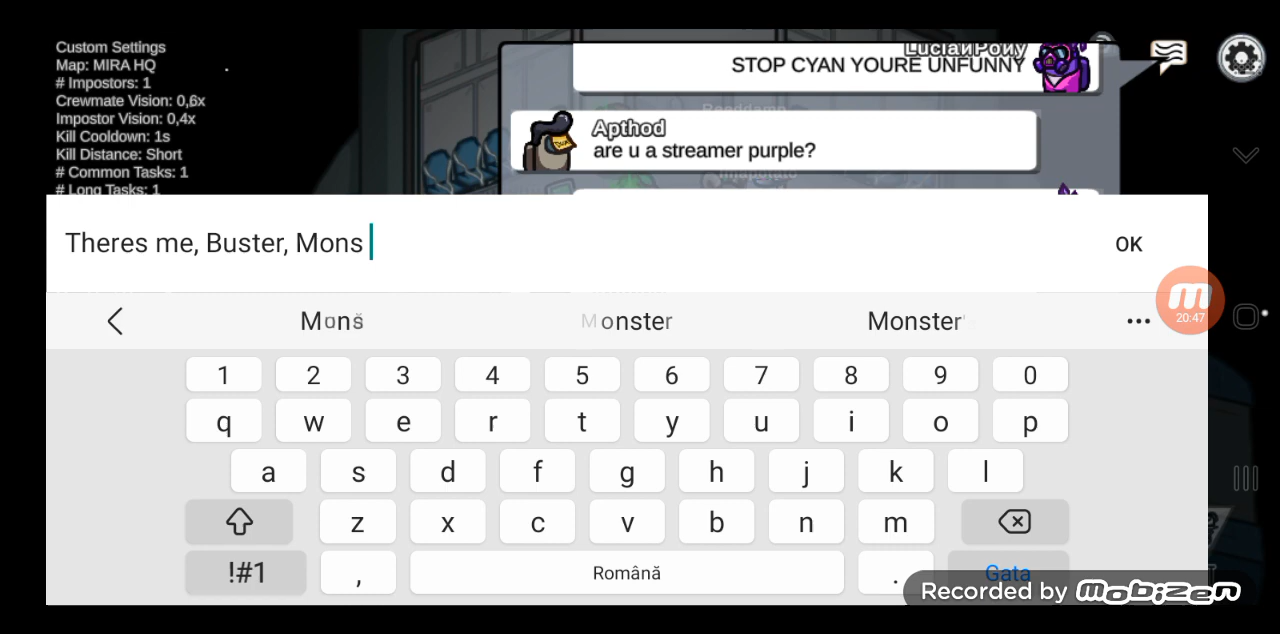 Custom Settings
Map: MIRA HQ
# Impostors: 1
Crewmate Vision: 0,6x
Impostor Vision: 0,4x
Kill Cooldown: 1s
Kill Distance: Short
# Common Tasks: 1
# Long Tasks: 1
LuciaиPoиy
STOP CYAN YOURE UNFUNNY
Apthod
are u a streamer purple?
Theres me, Buster, Mons
OK
20:47
Monster
Monster'
1 2 3 4 5 6 7 8 9 0
q w e r t y u i o p
a s d f g h j k l
z x c v b n m
!#1 , Română . Gata
Recorded by mobizen